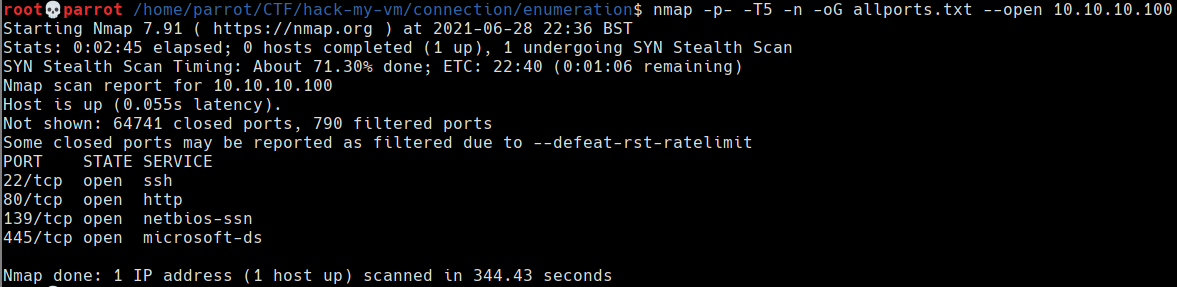 root💀parrot /home/parrot/CTF/hack-my-vm/connection/enumeration$ nmap -p- -T5 -n -oG allports.txt --open 10.10.10.100
Starting Nmap 7.91 ( https://nmap.org ) at 2021-06-28 22:36 BST
Stats: 0:02:45 elapsed; 0 hosts completed (1 up), 1 undergoing SYN Stealth Scan
SYN Stealth Scan Timing: About 71.30% done; ETC: 22:40 (0:01:06 remaining)
Nmap scan report for 10.10.10.100
Host is up (0.055s latency).
Not shown: 64741 closed ports, 790 filtered ports
Some closed ports may be reported as filtered due to --defeat-rst-ratelimit
PORT    STATE SERVICE
22/tcp  open  ssh
80/tcp  open  http
139/tcp open  netbios-ssn
445/tcp open  microsoft-ds
Nmap done: 1 IP address (1 host up) scanned in 344.43 seconds